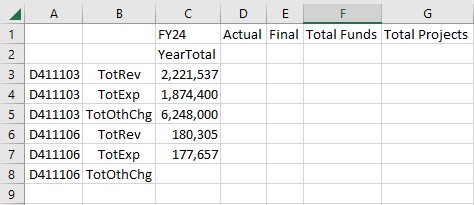 A B C D E F G
1 FY24 Actual Final Total Funds Total Projects
2 YearTotal
3 D411103 TotRev 2,221,537
4 D411103 TotExp 1,874,400
5 D411103 TotOthChg 6,248,000
6 D411106 TotRev 180,305
7 D411106 TotExp 177,657
8 D411106 TotOthChg
9